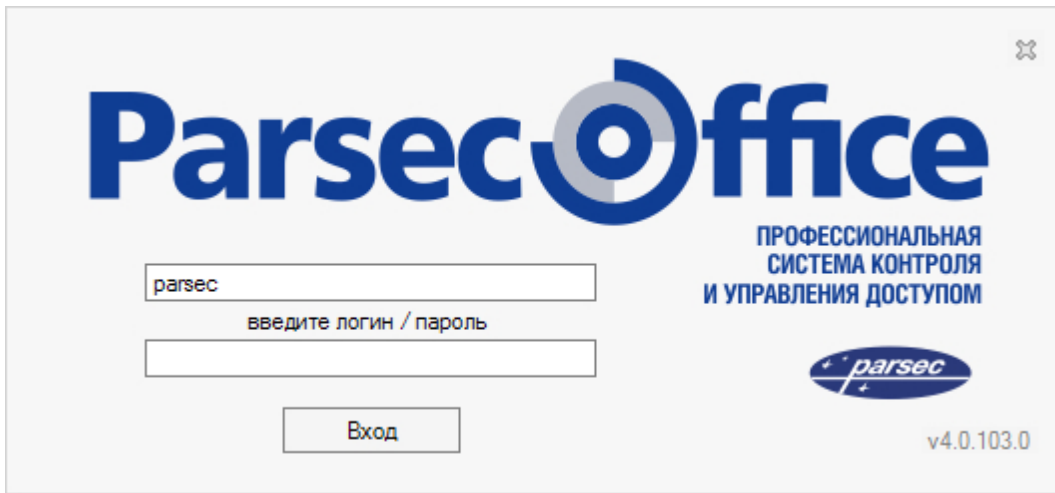 ParsecOffice
ПРОФЕССИОНАЛЬНАЯ
СИСТЕМА КОНТРОЛЯ
И УПРАВЛЕНИЯ ДОСТУПОМ
parsec
введите логин / пароль
Вход
parsec
v4.0.103.0